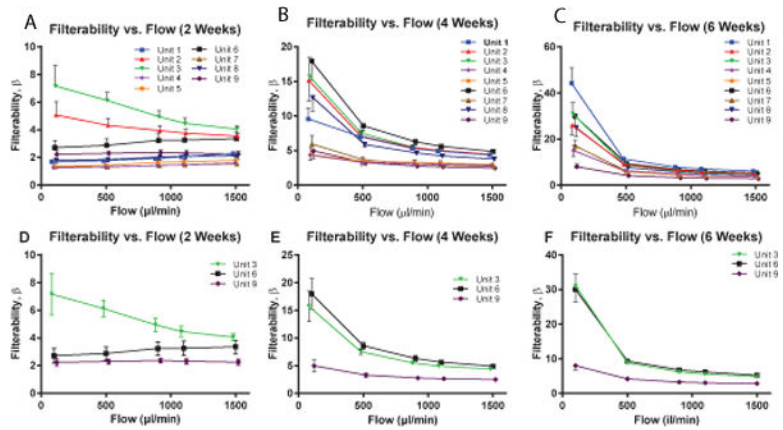 A
Filterability vs. Flow (2 Weeks)
Filterability, β
10
8
6
4
2
0
0
500
1000
1500
Flow (µl/min)
Unit 1
Unit 2
Unit 3
Unit 4
Unit 5
Unit 6
Unit 7
Unit 8
Unit 9
B
Filterability vs. Flow (4 Weeks)
Filterability, β
20
15
10
5
0
0
500
1000
1500
Flow (µl/min)
Unit 1
Unit 2
Unit 3
Unit 4
Unit 5
Unit 6
Unit 7
Unit 8
Unit 9
C
Filterability vs. Flow (6 Weeks)
Filterability, β
60
40
20
0
0
500
1000
1500
Flow (µl/min)
Unit 1
Unit 2
Unit 3
Unit 4
Unit 5
Unit 6
Unit 7
Unit 8
Unit 9
D
Filterability vs. Flow (2 Weeks)
Filterability, β
10
8
6
4
2
0
0
500
1000
1500
Flow (µl/min)
Unit 3
Unit 6
Unit 9
E
Filterability vs. Flow (4 Weeks)
Filterability, β
25
20
15
10
5
0
0
500
1000
1500
Flow (µl/min)
Unit 3
Unit 6
Unit 9
F
Filterability vs. Flow (6 Weeks)
Filterability, β
40
30
20
10
0
0
500
1000
1500
Flow (il/min)
Unit 3
Unit 6
Unit 9